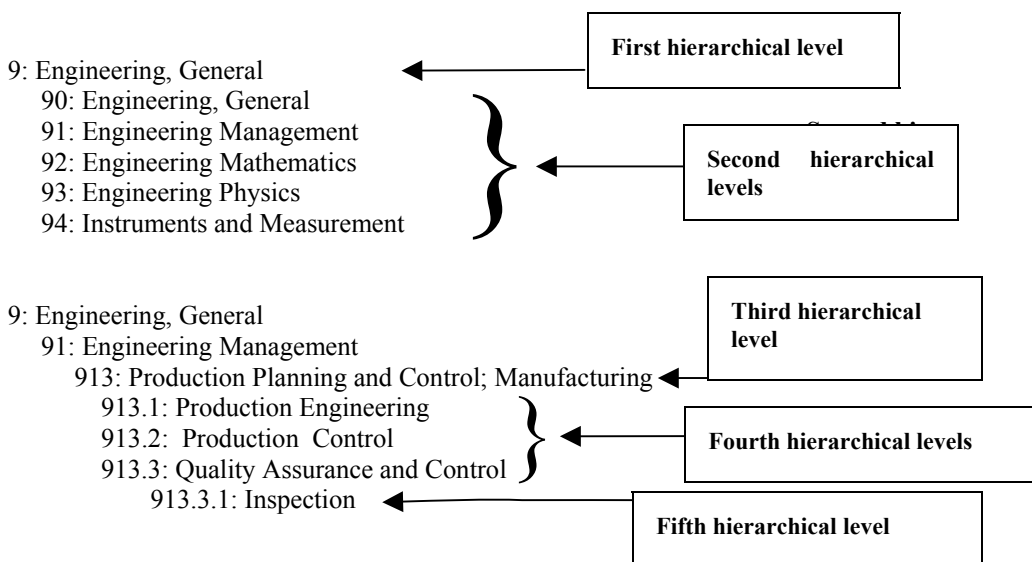 First hierarchical level
9: Engineering, General
90: Engineering, General
91: Engineering Management
92: Engineering Mathematics
93: Engineering Physics
94: Instruments and Measurement
Second hierarchical
levels
9: Engineering, General
91: Engineering Management
913: Production Planning and Control; Manufacturing
913.1: Production Engineering
913.2: Production Control
913.3: Quality Assurance and Control
913.3.1: Inspection
Third hierarchical
level
Fourth hierarchical levels
Fifth hierarchical level